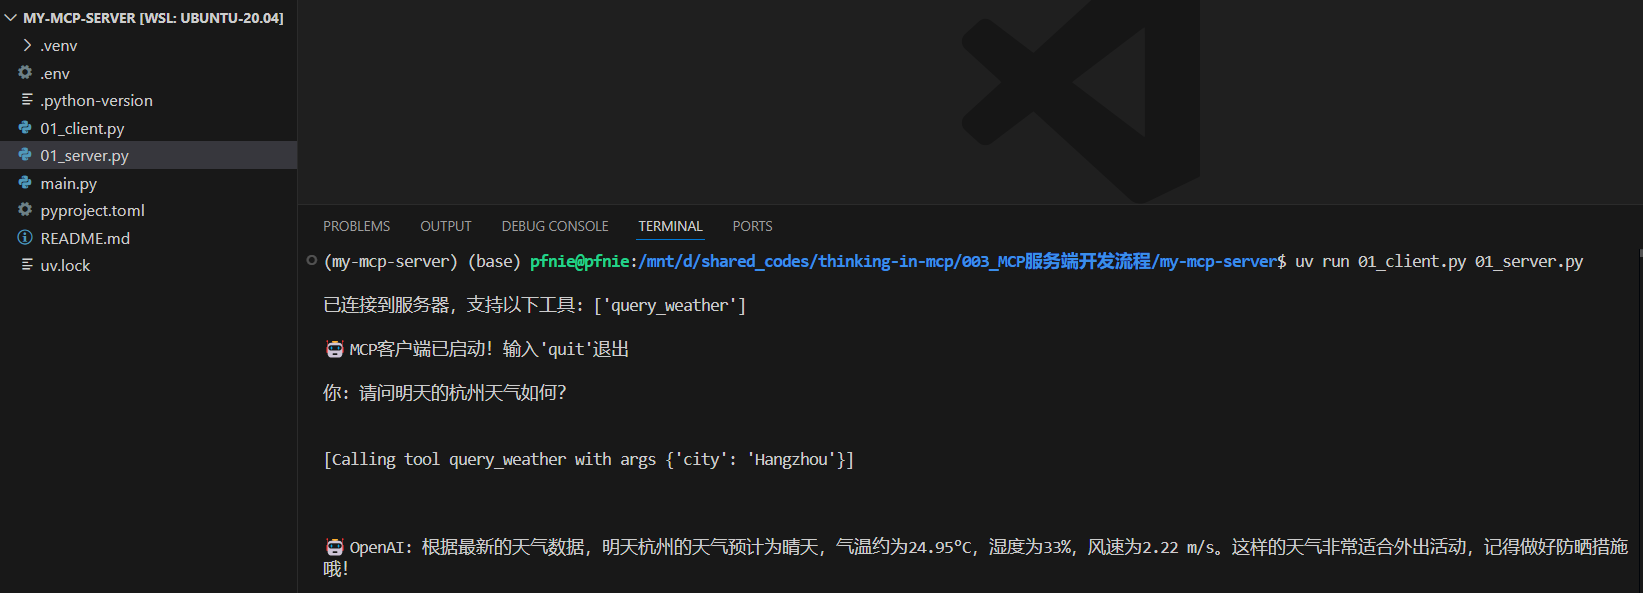 MY-MCP-SERVER [WSL: UBUNTU-20.04]
.venv
.env
.python-version
01_client.py
01_server.py
main.py
pyproject.toml
README.md
uv.lock
PROBLEMS OUTPUT DEBUG CONSOLE TERMINAL PORTS
(my-mcp-server) (base) pfnie@pfnie:/mnt/d/shared_codes/thinking-in-mcp/003_MCP服务端开发流程/my-mcp-server$ uv run 01_client.py 01_server.py
已连接到服务器，支持以下工具：['query_weather']
🤖 MCP客户端已启动！输入'quit'退出
你：请问明天的杭州天气如何？
[Calling tool query_weather with args {'city': 'Hangzhou'}]
🤖 OpenAI：根据最新的天气数据，明天杭州的天气预计为晴天，气温约为24.95°C，湿度为33%，风速为2.22 m/s。这样的天气非常适合外出活动，记得做好防晒措施
哦！